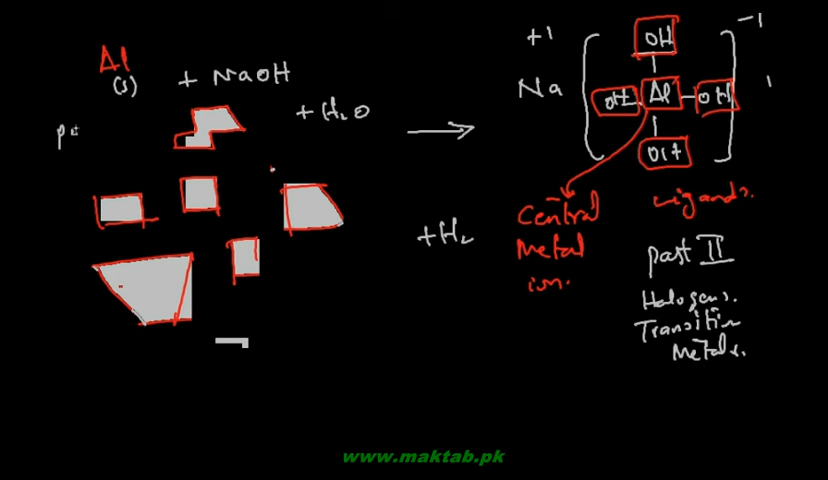 Al
(s)
+ NaOH
+ H₂O
+1
Na
-1
OH
OH Al OH
OH
+H₂
Central
Metal
ion.
Ligands.
part II
Halogens.
Transition
Metals.
www.maktab.pk